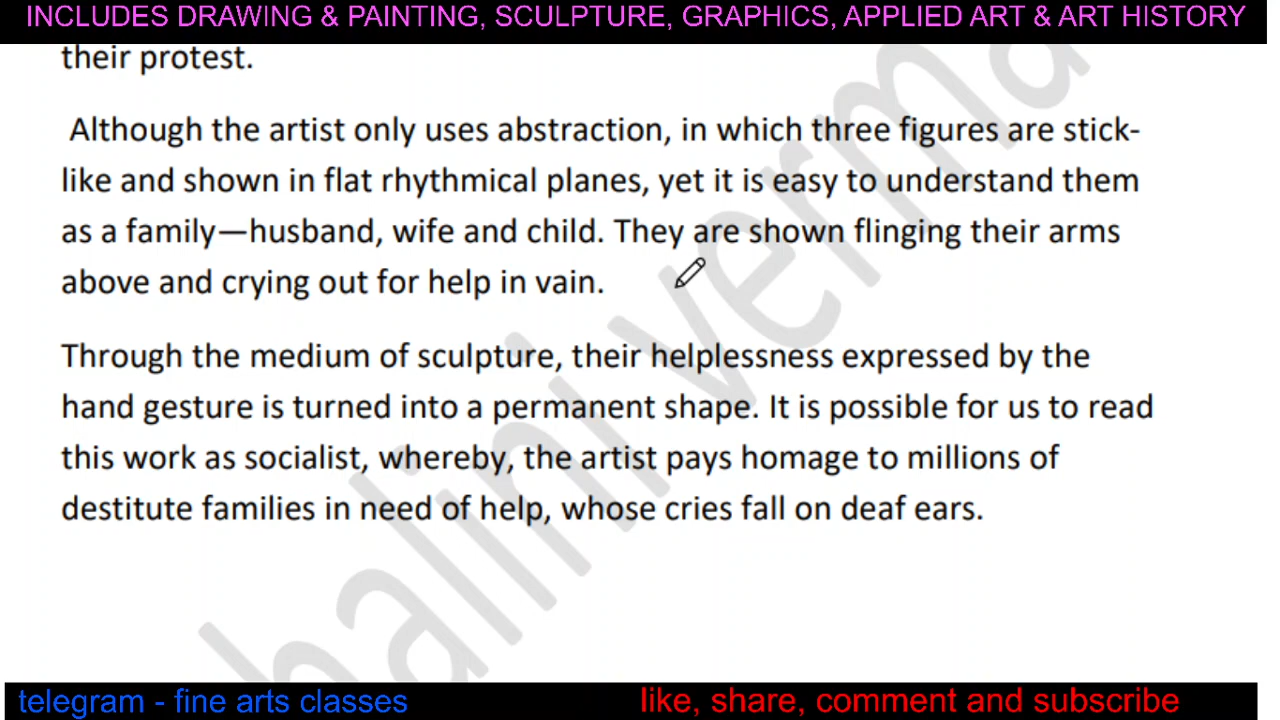 INCLUDES DRAWING & PAINTING, SCULPTURE, GRAPHICS, APPLIED ART & ART HISTORY
their protest.
Although the artist only uses abstraction, in which three figures are stick-
like and shown in flat rhythmical planes, yet it is easy to understand them
as a family—husband, wife and child. They are shown flinging their arms
above and crying out for help in vain.
Through the medium of sculpture, their helplessness expressed by the
hand gesture is turned into a permanent shape. It is possible for us to read
this work as socialist, whereby, the artist pays homage to millions of
destitute families in need of help, whose cries fall on deaf ears.
halini verma
telegram - fine arts classes
like, share, comment and subscribe